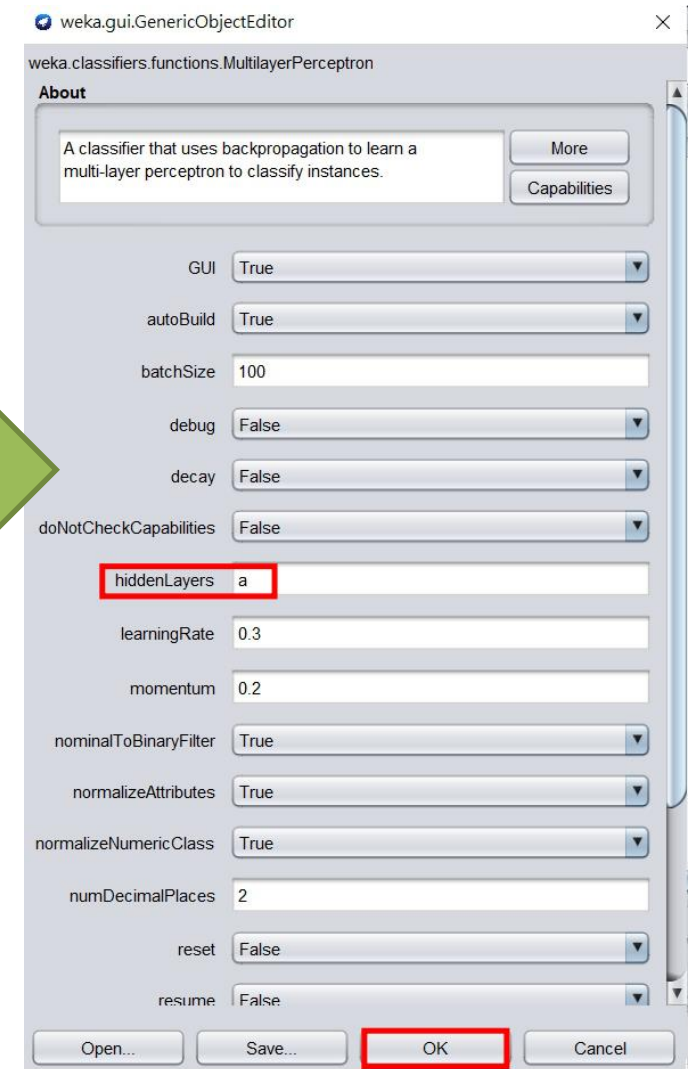 weka.gui.GenericObjectEditor
weka.classifiers.functions.MultilayerPerceptron
About
A classifier that uses backpropagation to learn a
multi-layer perceptron to classify instances.
More
Capabilities
GUI True
autoBuild True
batchSize 100
debug False
decay False
doNotCheckCapabilities False
hiddenLayers a
learningRate 0.3
momentum 0.2
nominalToBinaryFilter True
normalizeAttributes True
normalizeNumericClass True
numDecimalPlaces 2
reset False
resume False
Open... Save... OK Cancel